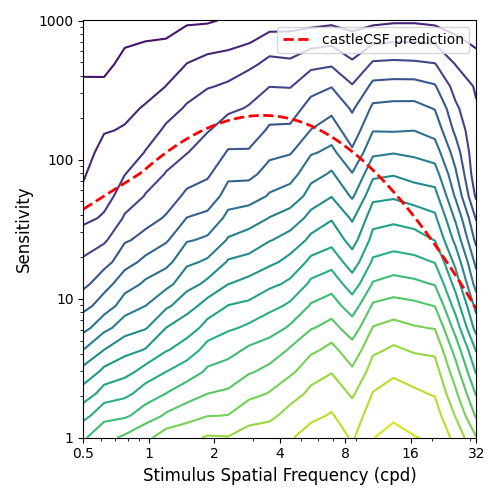 1000
castleCSF prediction
100
10
1
Sensitivity
0.5 1 2 4 8 16 32
Stimulus Spatial Frequency (cpd)